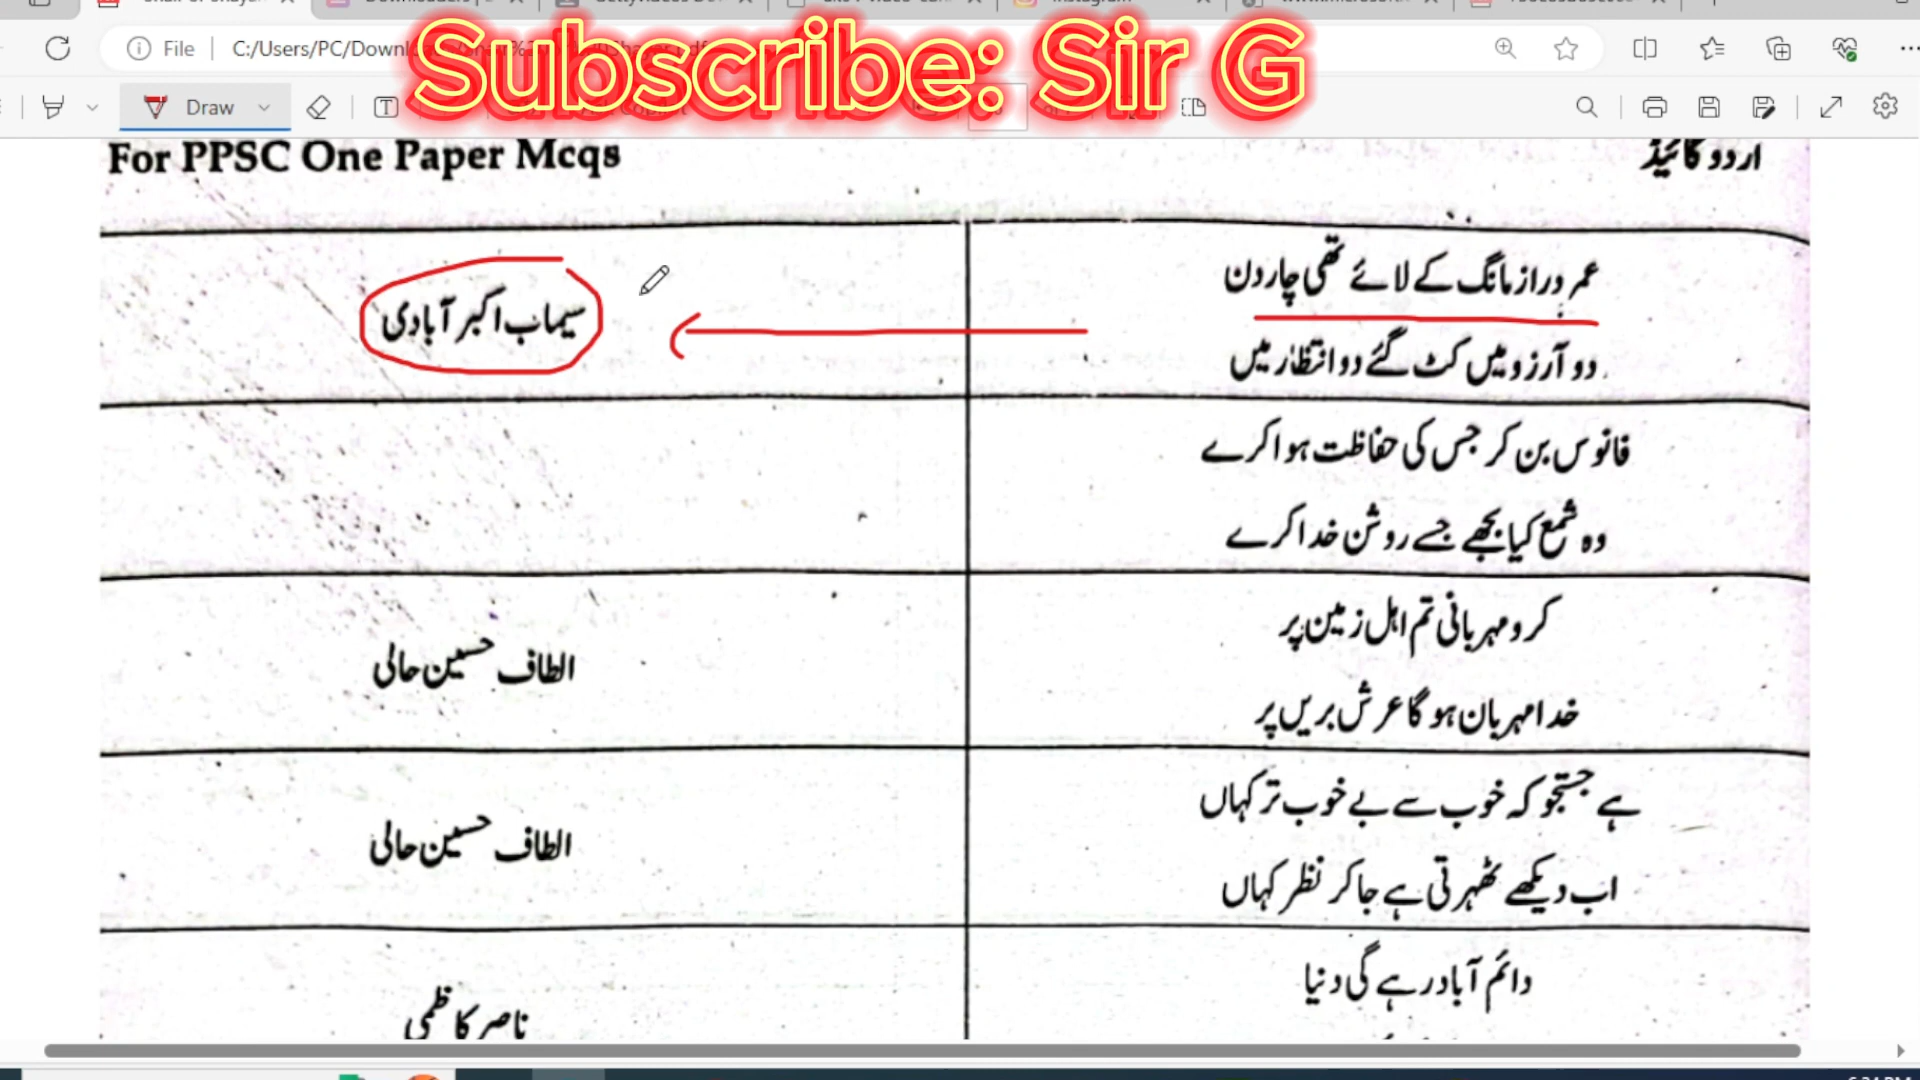 Subscribe: Sir G
File
C:/Users/PC/Downl
Draw
For PPSC One Paper Mcqs
اردو گائیڈ
عمر دراز مانگ کے لائے تھی چار دن
دو آرزو میں کٹ گئے دو انتظار میں
سیماب اکبر آبادی
فانوس بن کر جس کی حفاظت ہوا کرے
وہ شمع کیا بجھے جسے روشن خدا کرے
کرو مہربانی تم اہل زمین پر
خدا مہربان ہو گا عرش بریں پر
الطاف حسین حالی
ہے جستجو کہ خوب سے ہے خوب تر کہاں
اب دیکھے ٹھہرتی ہے جا کر نظر کہاں
الطاف حسین حالی
دائم آباد رہے گی دنیا
ناصر کاظمی